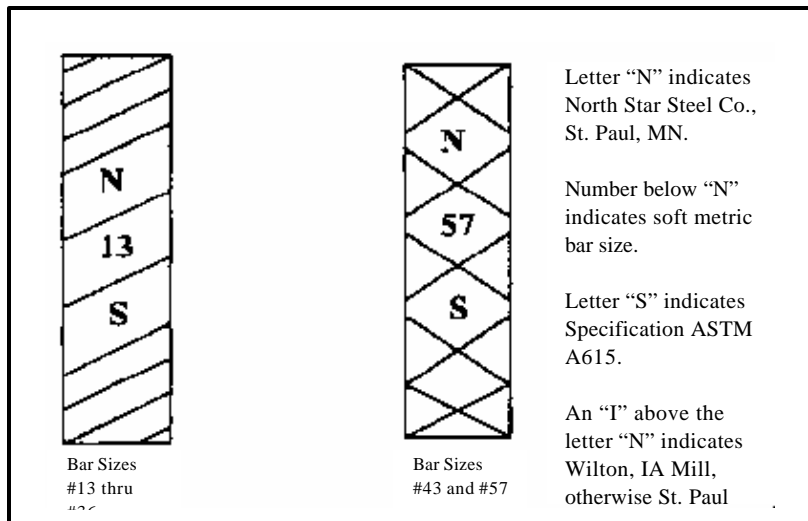 N
13
S
Bar Sizes
#13 thru
#36
N
57
S
Bar Sizes
#43 and #57
Letter “N” indicates
North Star Steel Co.,
St. Paul, MN.
Number below “N”
indicates soft metric
bar size.
Letter “S” indicates
Specification ASTM
A615.
An “I” above the
letter “N” indicates
Wilton, IA Mill,
otherwise St. Paul